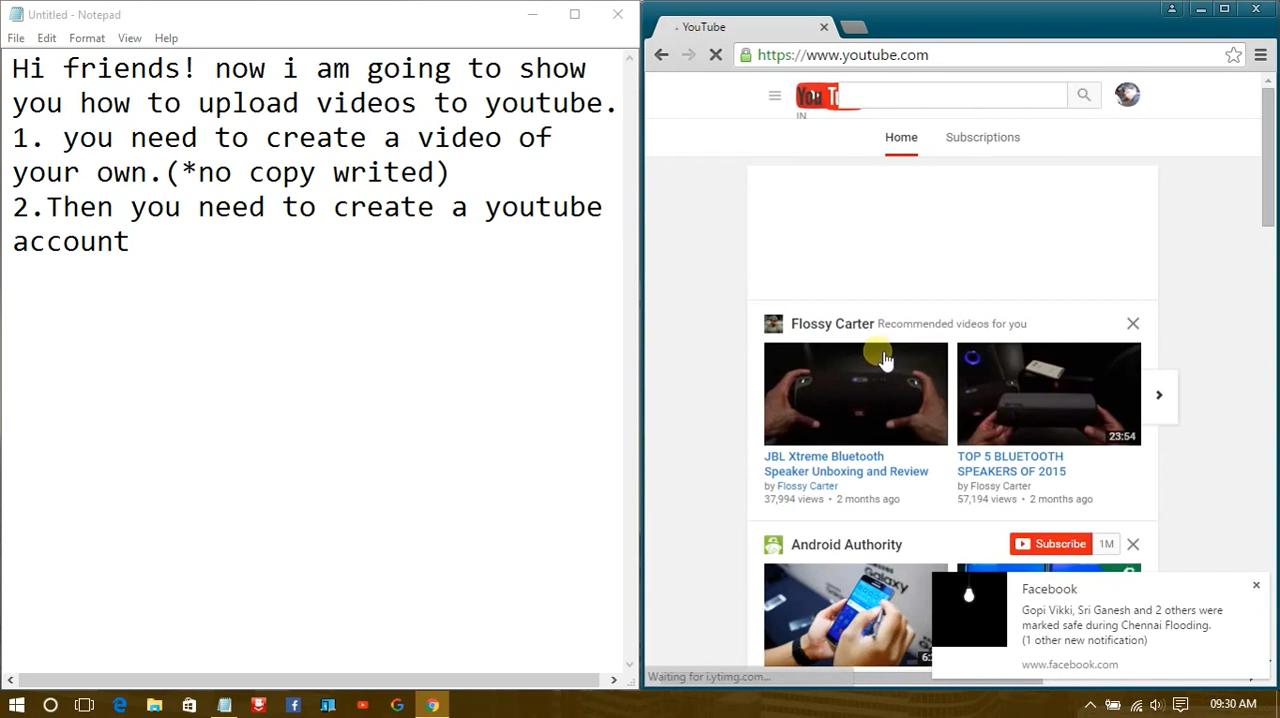 Untitled - Notepad
File Edit Format View Help
Hi friends! now i am going to show
you how to upload videos to youtube.
1. you need to create a video of
your own.(*no copy writed)
2.Then you need to create a youtube
account
YouTube
https://www.youtube.com
You
IN
Home Subscriptions
Flossy Carter Recommended videos for you
23:54
JBL Xtreme Bluetooth
Speaker Unboxing and Review
by Flossy Carter
37,994 views • 2 months ago
TOP 5 BLUETOOTH
SPEAKERS OF 2015
by Flossy Carter
57,194 views • 2 months ago
Android Authority
Subscribe 1M
Facebook
Gopi Vikki, Sri Ganesh and 2 others were
marked safe during Chennai Flooding.
(1 other new notification)
www.facebook.com
Waiting for i.ytimg.com...
09:30 AM